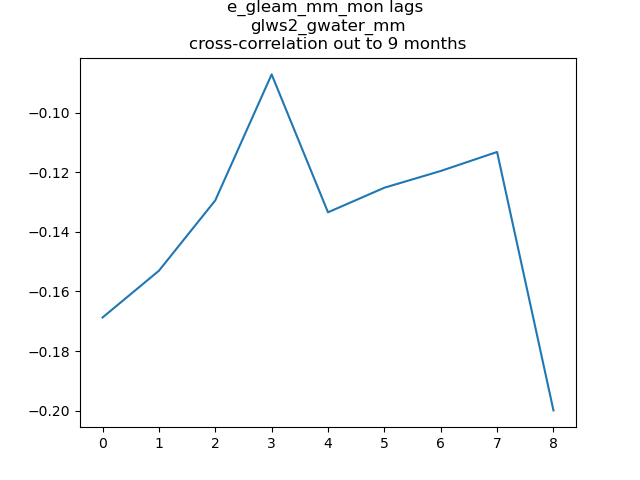 e_gleam_mm_mon lags
glws2_gwater_mm
cross-correlation out to 9 months
−0.10
−0.12
−0.14
−0.16
−0.18
−0.20
0 1 2 3 4 5 6 7 8